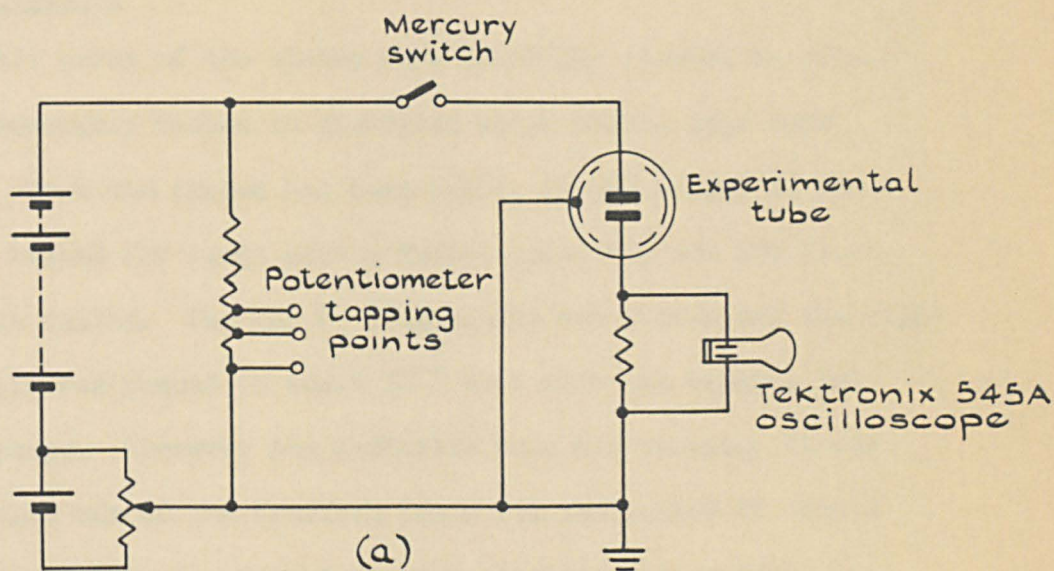 Mercury
switch
Experimental
tube
Potentiometer
tapping
points
Tektronix 545A
oscilloscope
(a)